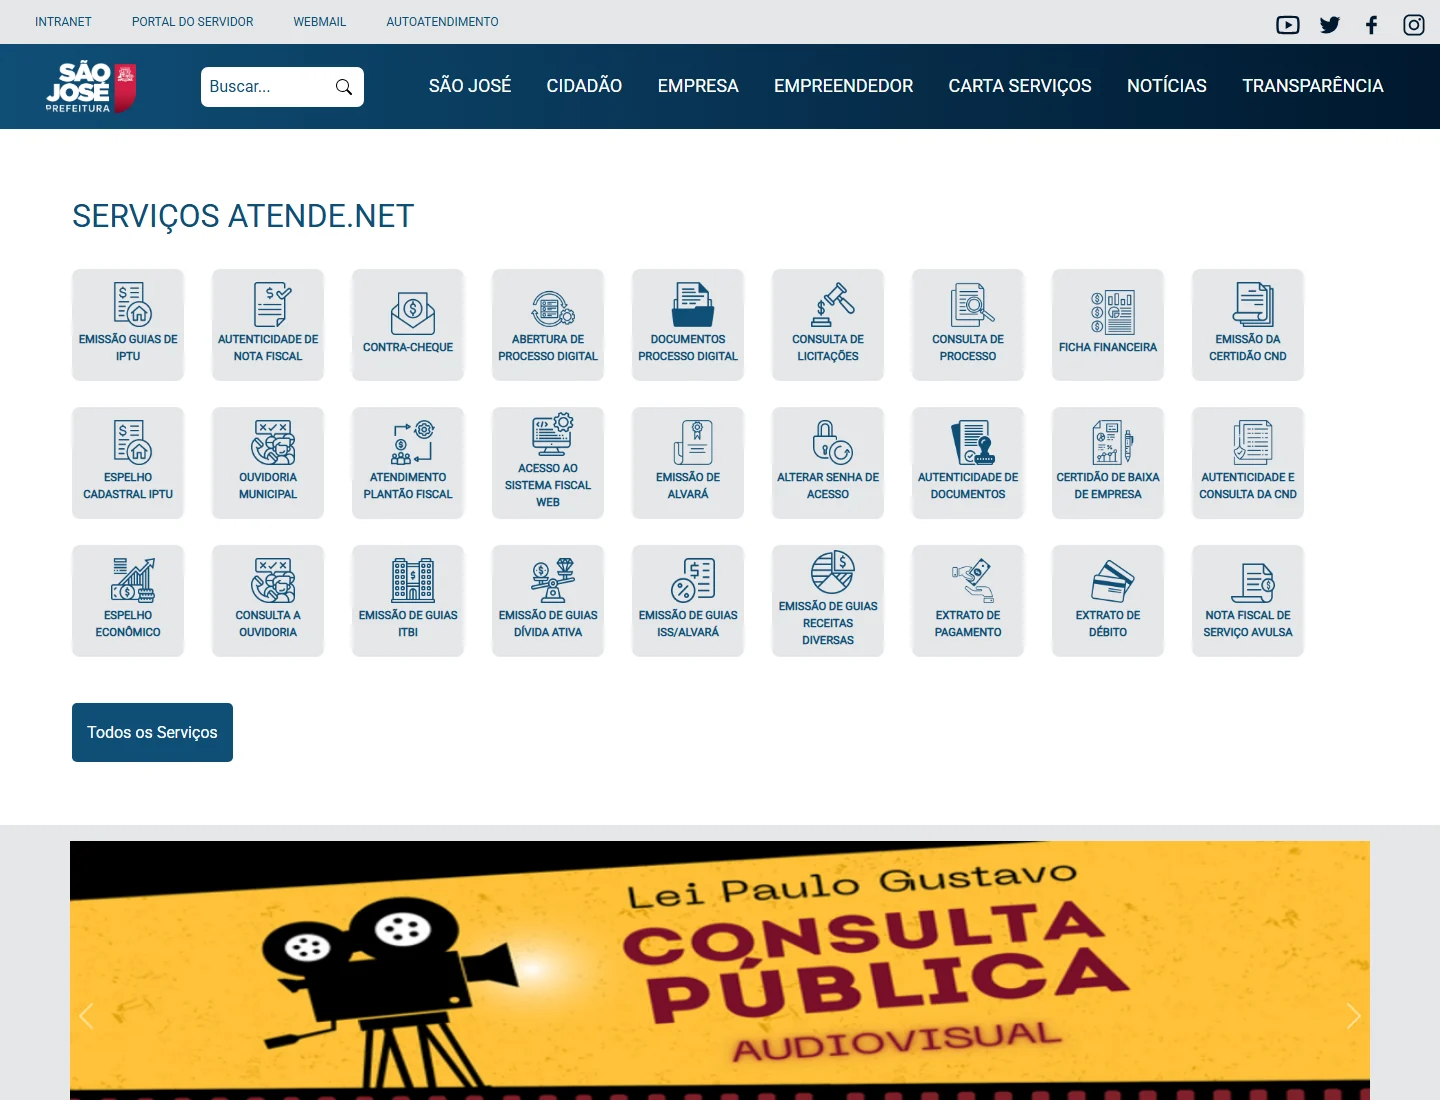 INTRANET PORTAL DO SERVIDOR WEBMAIL AUTOATENDIMENTO
SÃO
JOSÉ
PREFEITURA
Buscar...
SÃO JOSÉ CIDADÃO EMPRESA EMPREENDEDOR CARTA SERVIÇOS NOTÍCIAS TRANSPARÊNCIA
SERVIÇOS ATENDE.NET
EMISSÃO GUIAS DE
IPTU
AUTENTICIDADE DE
NOTA FISCAL
CONTRA-CHEQUE
ABERTURA DE
PROCESSO DIGITAL
DOCUMENTOS
PROCESSO DIGITAL
CONSULTA DE
LICITAÇÕES
CONSULTA DE
PROCESSO
FICHA FINANCEIRA
EMISSÃO DA
CERTIDÃO CND
ESPELHO
CADASTRAL IPTU
OUVIDORIA
MUNICIPAL
ATENDIMENTO
PLANTÃO FISCAL
ACESSO AO
SISTEMA FISCAL
WEB
EMISSÃO DE
ALVARÁ
ALTERAR SENHA DE
ACESSO
AUTENTICIDADE DE
DOCUMENTOS
CERTIDÃO DE BAIXA
DE EMPRESA
AUTENTICIDADE E
CONSULTA DA CND
ESPELHO
ECONÔMICO
CONSULTA A
OUVIDORIA
EMISSÃO DE GUIAS
ITBI
EMISSÃO DE GUIAS
DÍVIDA ATIVA
EMISSÃO DE GUIAS
ISS/ALVARÁ
EMISSÃO DE GUIAS
RECEITAS
DIVERSAS
EXTRATO DE
PAGAMENTO
EXTRATO DE
DÉBITO
NOTA FISCAL DE
SERVIÇO AVULSA
Todos os Serviços
Lei Paulo Gustavo
CONSULTA
PÚBLICA
AUDIOVISUAL